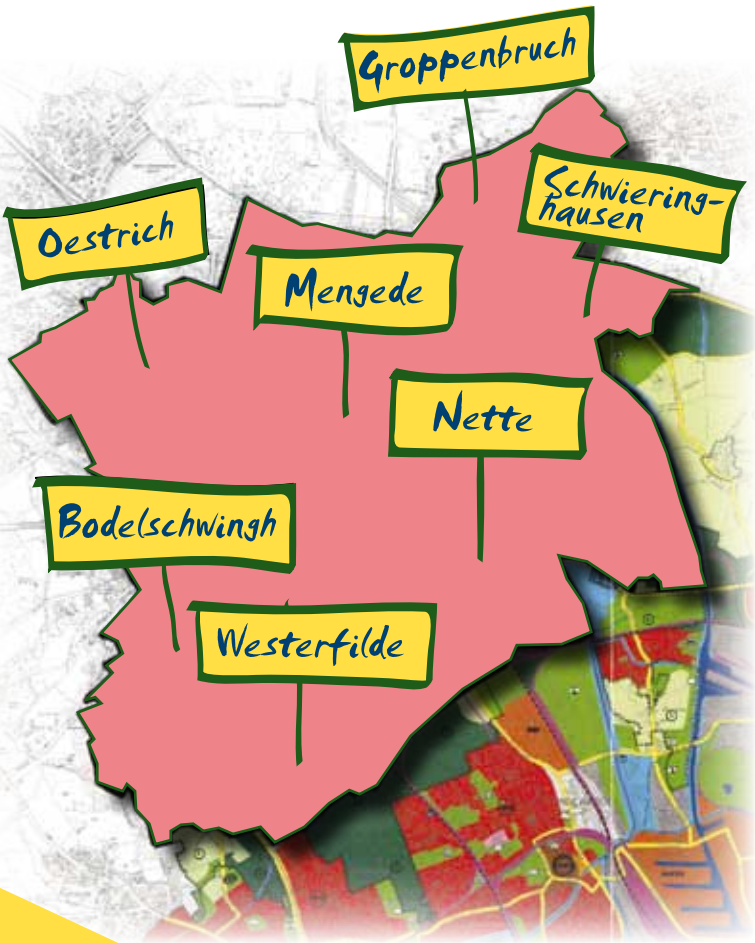 Groppenbruch
Schwiering-
hausen
Oestrich
Mengede
Nette
Bodelschwingh
Westerfilde